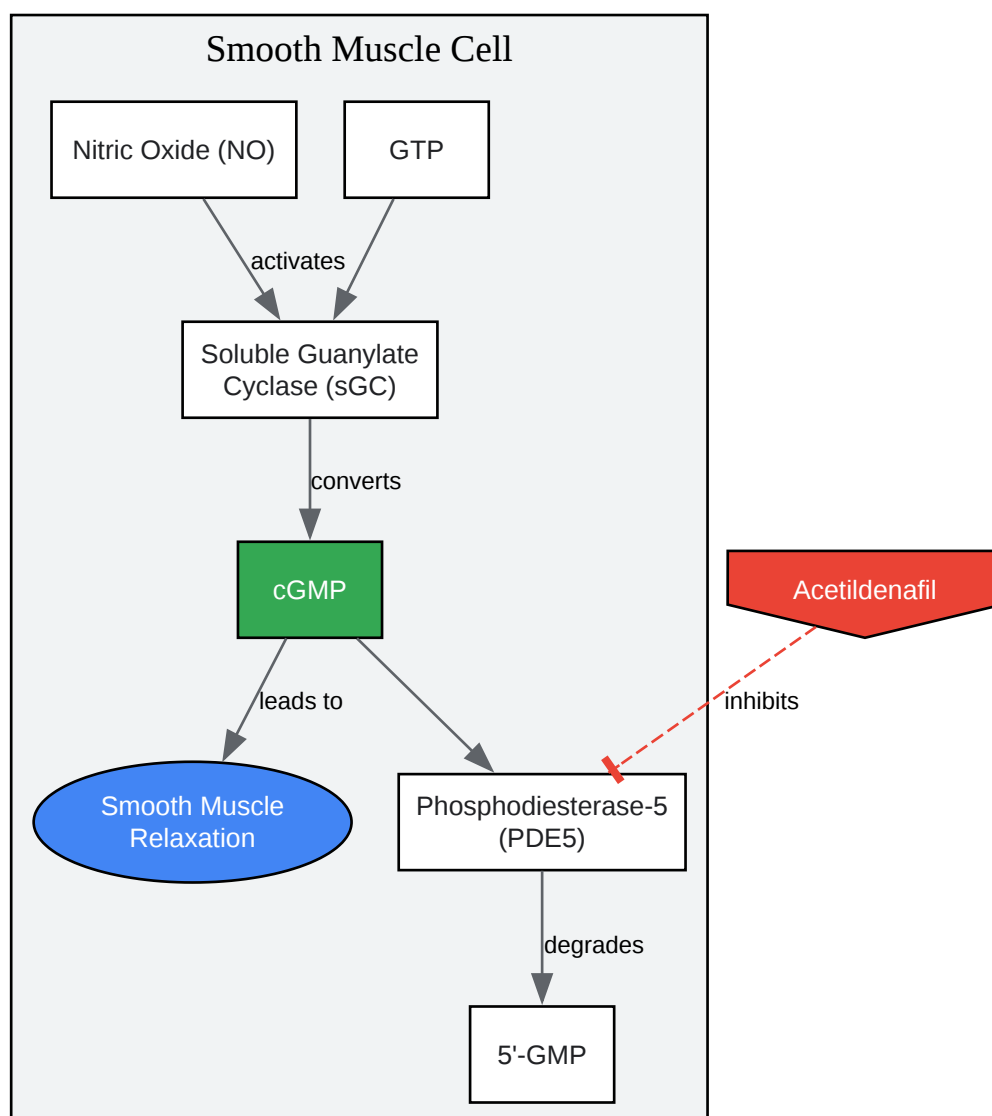 Smooth Muscle Cell
Nitric Oxide (NO)
GTP
activates
Soluble Guanylate
Cyclase (sGC)
converts
cGMP
Acetildenafil
leads to
inhibits
Smooth Muscle
Relaxation
Phosphodiesterase-5
(PDE5)
degrades
5'-GMP